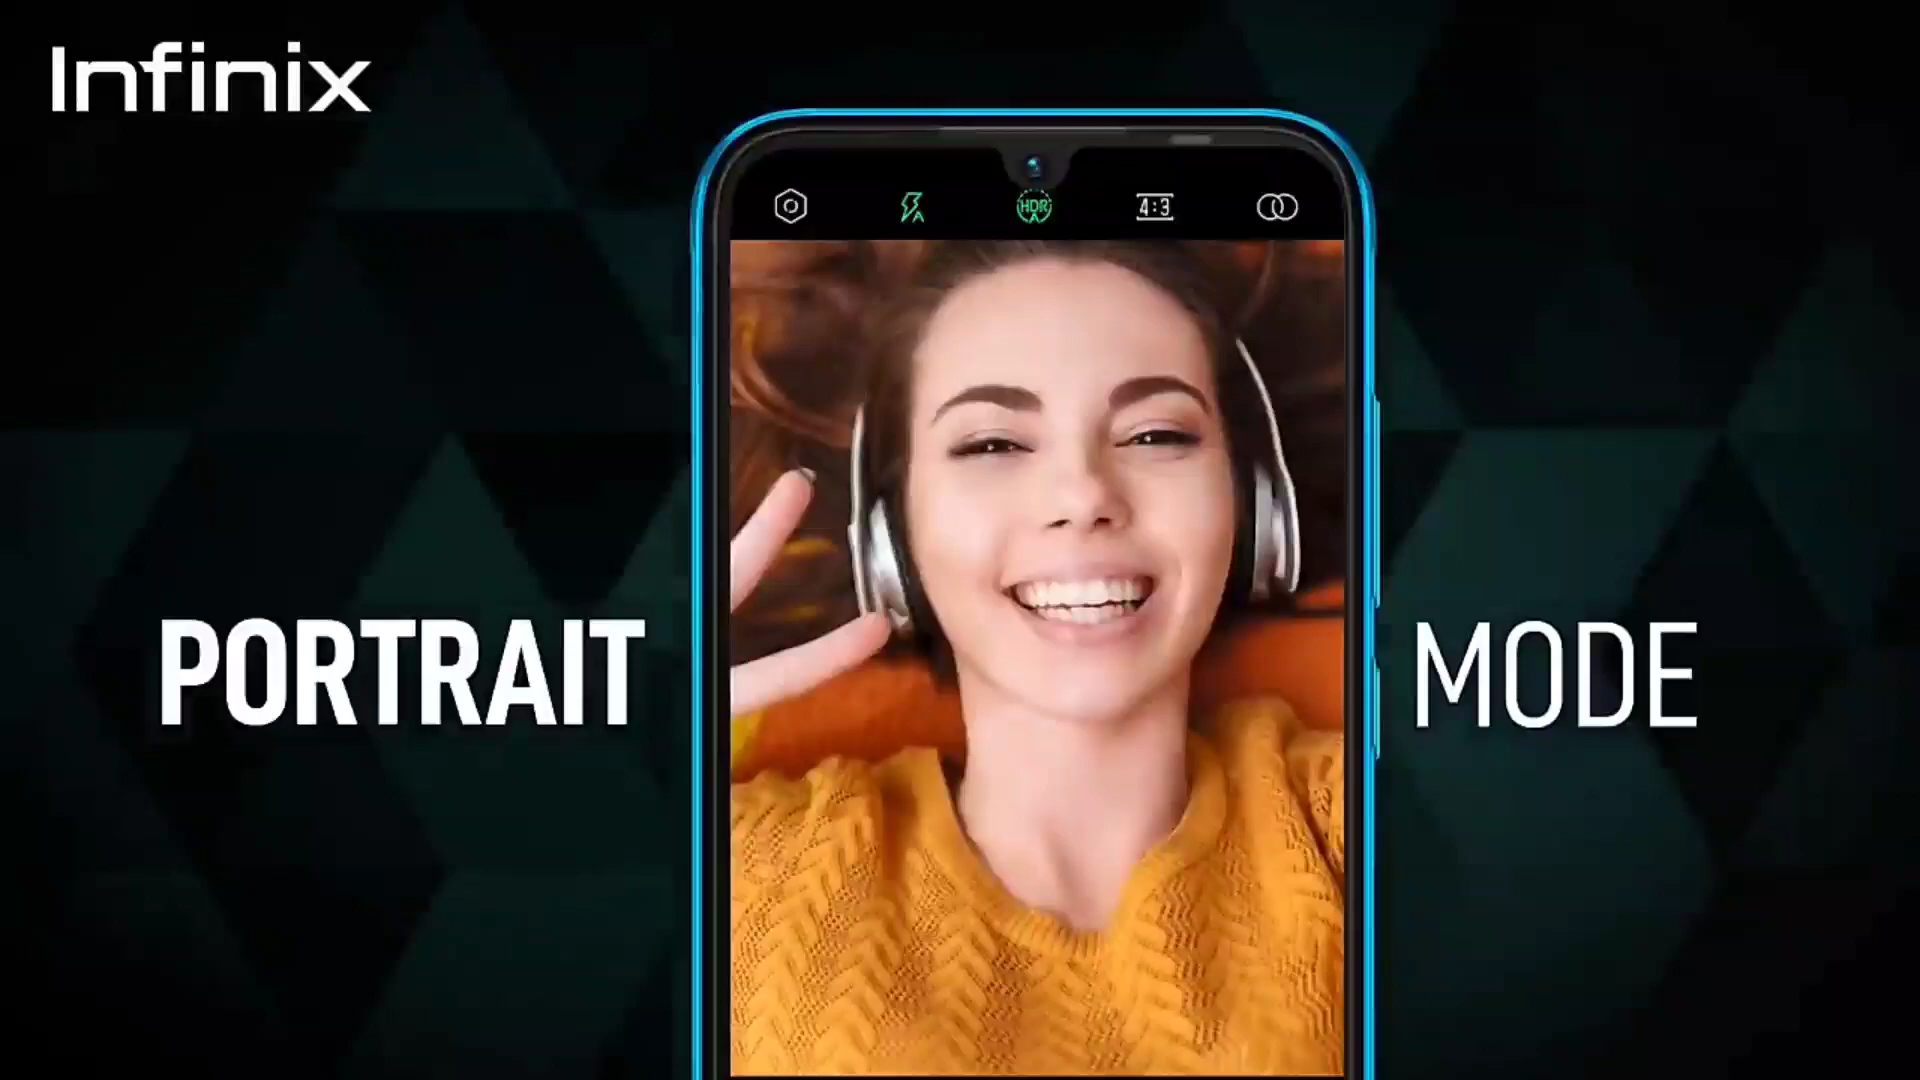 Infinix
A
HDR
A
4:3
PORTRAIT MODE